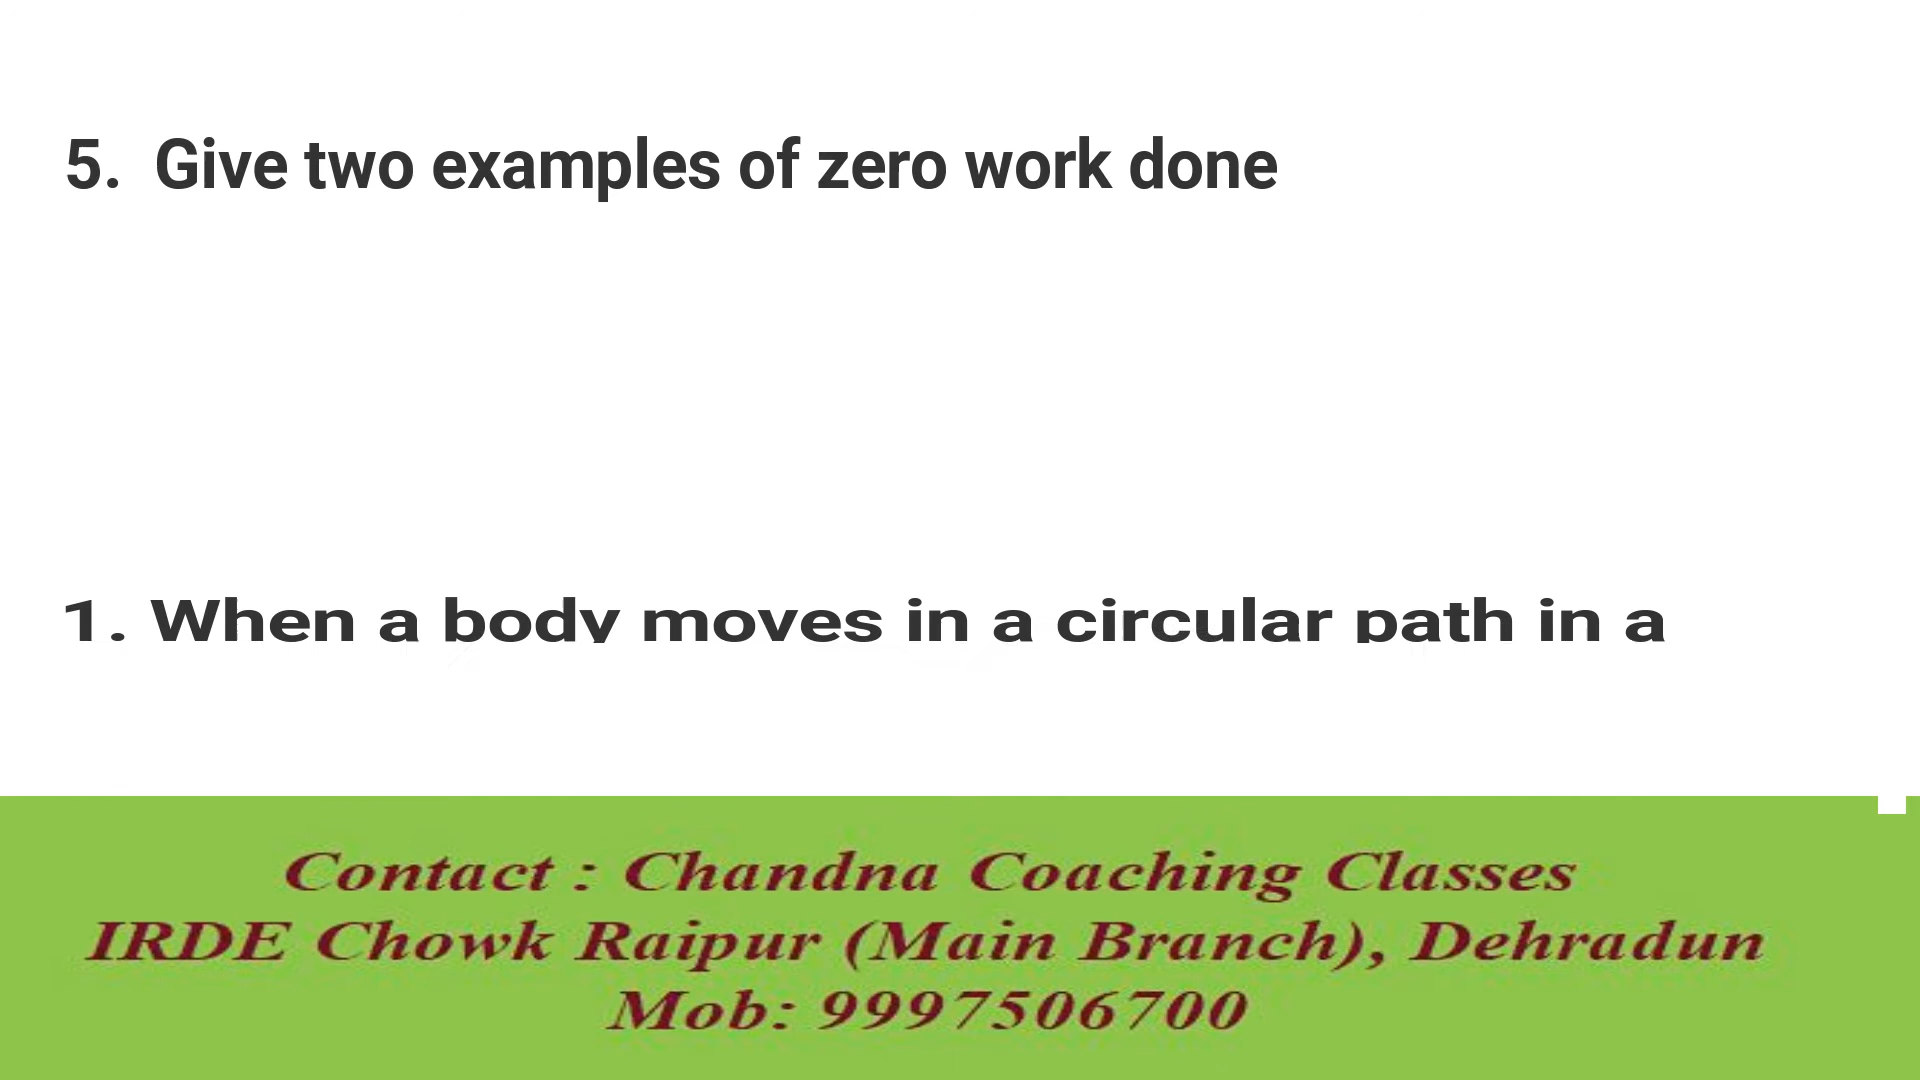 5. Give two examples of zero work done
1. When a body moves in a circular path in a
Contact : Chandna Coaching Classes
IRDE Chowk Raipur (Main Branch), Dehradun
Mob: 9997506700